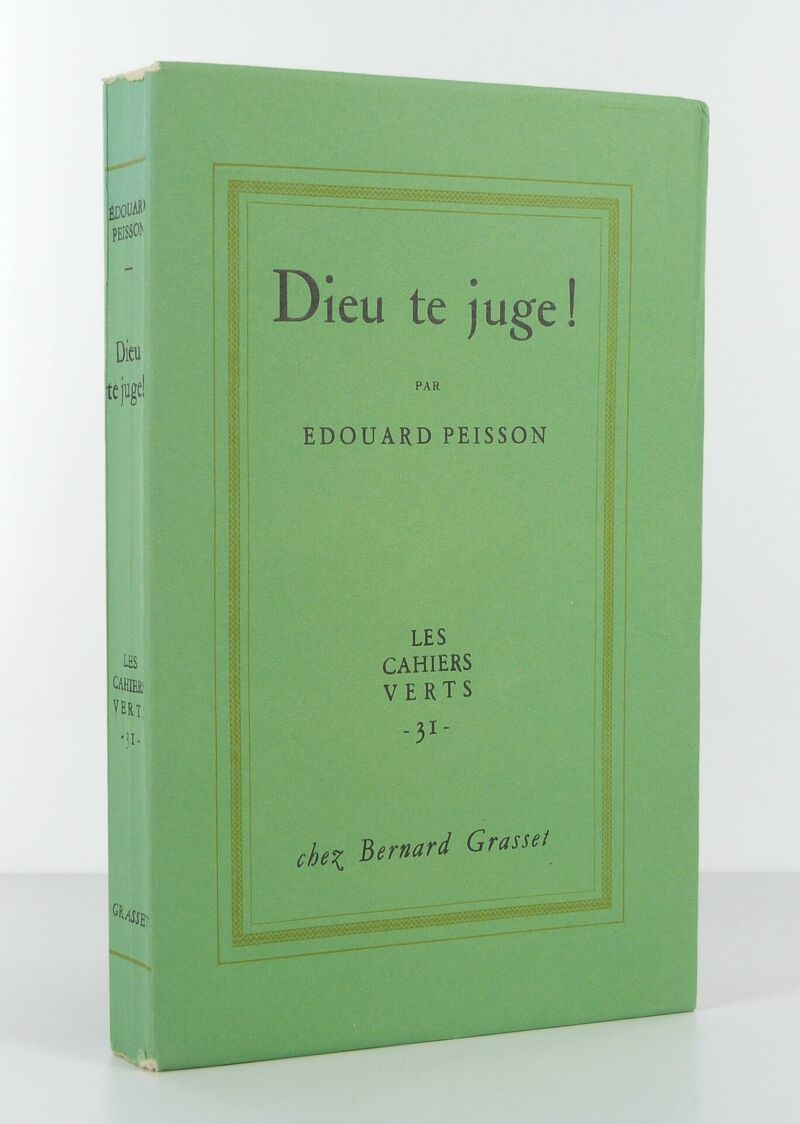 ÉDOUARD
PEISSON
Dieu
te juge!
LES
CAHIERS
VERTS
-31-
GRASSET
Dieu te juge!
PAR
EDOUARD PEISSON
LES
CAHIERS
VERTS
-31-
chez Bernard Grasset